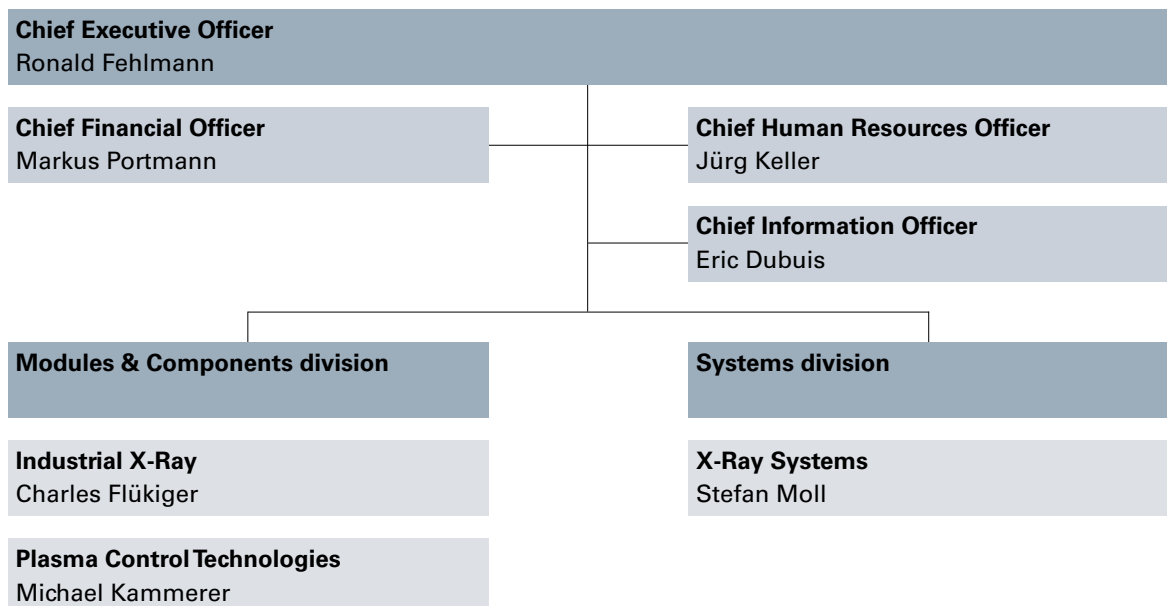 Chief Executive Officer
Ronald Fehlmann
Chief Financial Officer
Markus Portmann
Chief Human Resources Officer
Jürg Keller
Chief Information Officer
Eric Dubuis
Modules & Components division
Systems division
Industrial X-Ray
Charles Flükiger
X-Ray Systems
Stefan Moll
Plasma Control Technologies
Michael Kammerer